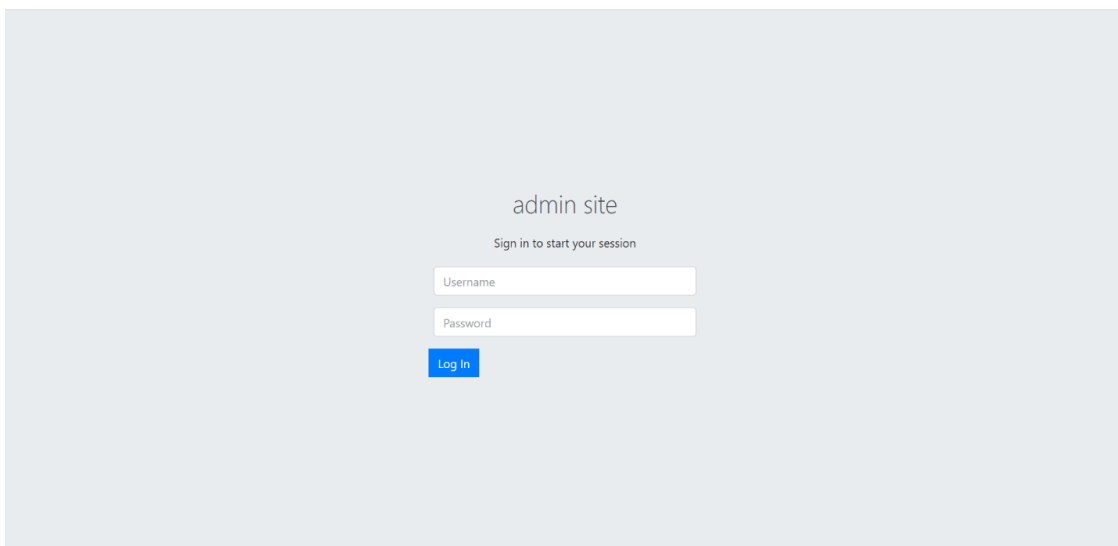 admin site
Sign in to start your session
Username
Password
Log In